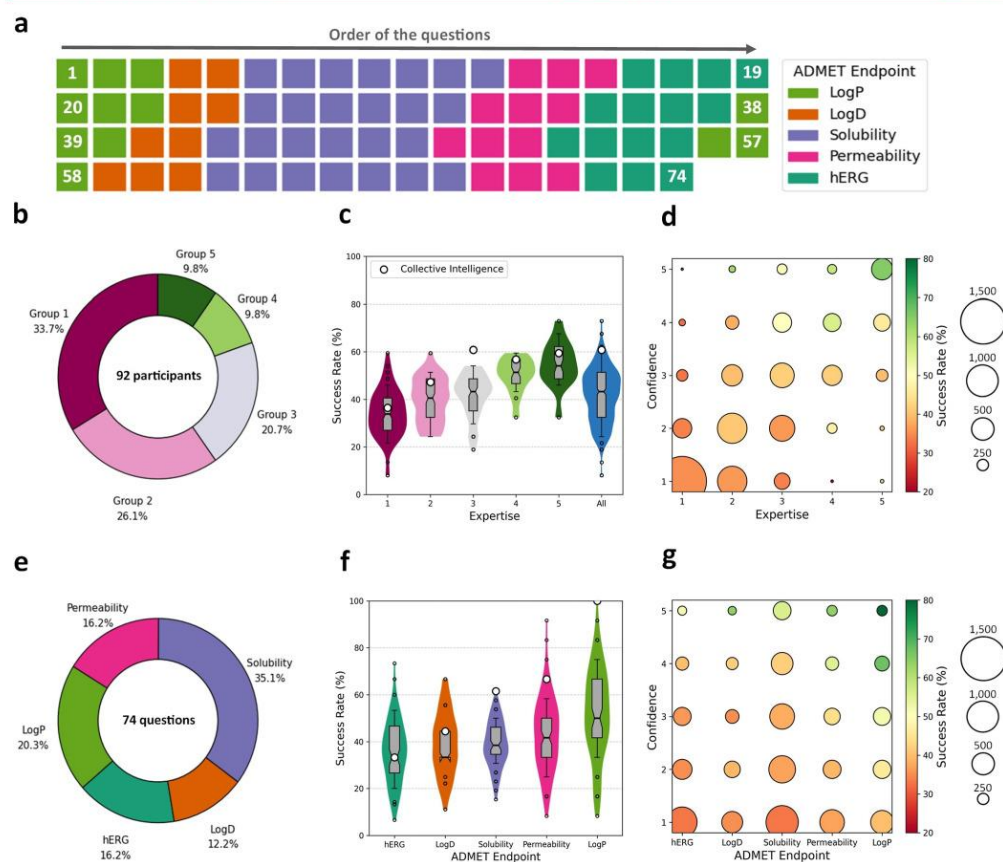 a
Order of the questions
1
19
20
38
39
57
58
74
ADMET Endpoint
LogP
LogD
Solubility
Permeability
hERG
b
Group 5
9.8%
Group 4
9.8%
Group 1
33.7%
92 participants
Group 3
20.7%
Group 2
26.1%
c
100
80
60
40
20
0
Success Rate (%)
Collective Intelligence
1 2 3 4 5 All
Expertise
d
5
4
3
2
1
Confidence
1 2 3 4 5
Expertise
80
70
60
50
40
30
20
Success Rate (%)
1,500
1,000
500
250
e
Permeability
16.2%
Solubility
35.1%
74 questions
LogP
20.3%
hERG
16.2%
LogD
12.2%
f
100
80
60
40
20
0
Success Rate (%)
hERG LogD Solubility Permeability LogP
ADMET Endpoint
g
5
4
3
2
1
Confidence
hERG LogD Solubility Permeability LogP
ADMET Endpoint
80
70
60
50
40
30
20
Success Rate (%)
1,500
1,000
500
250